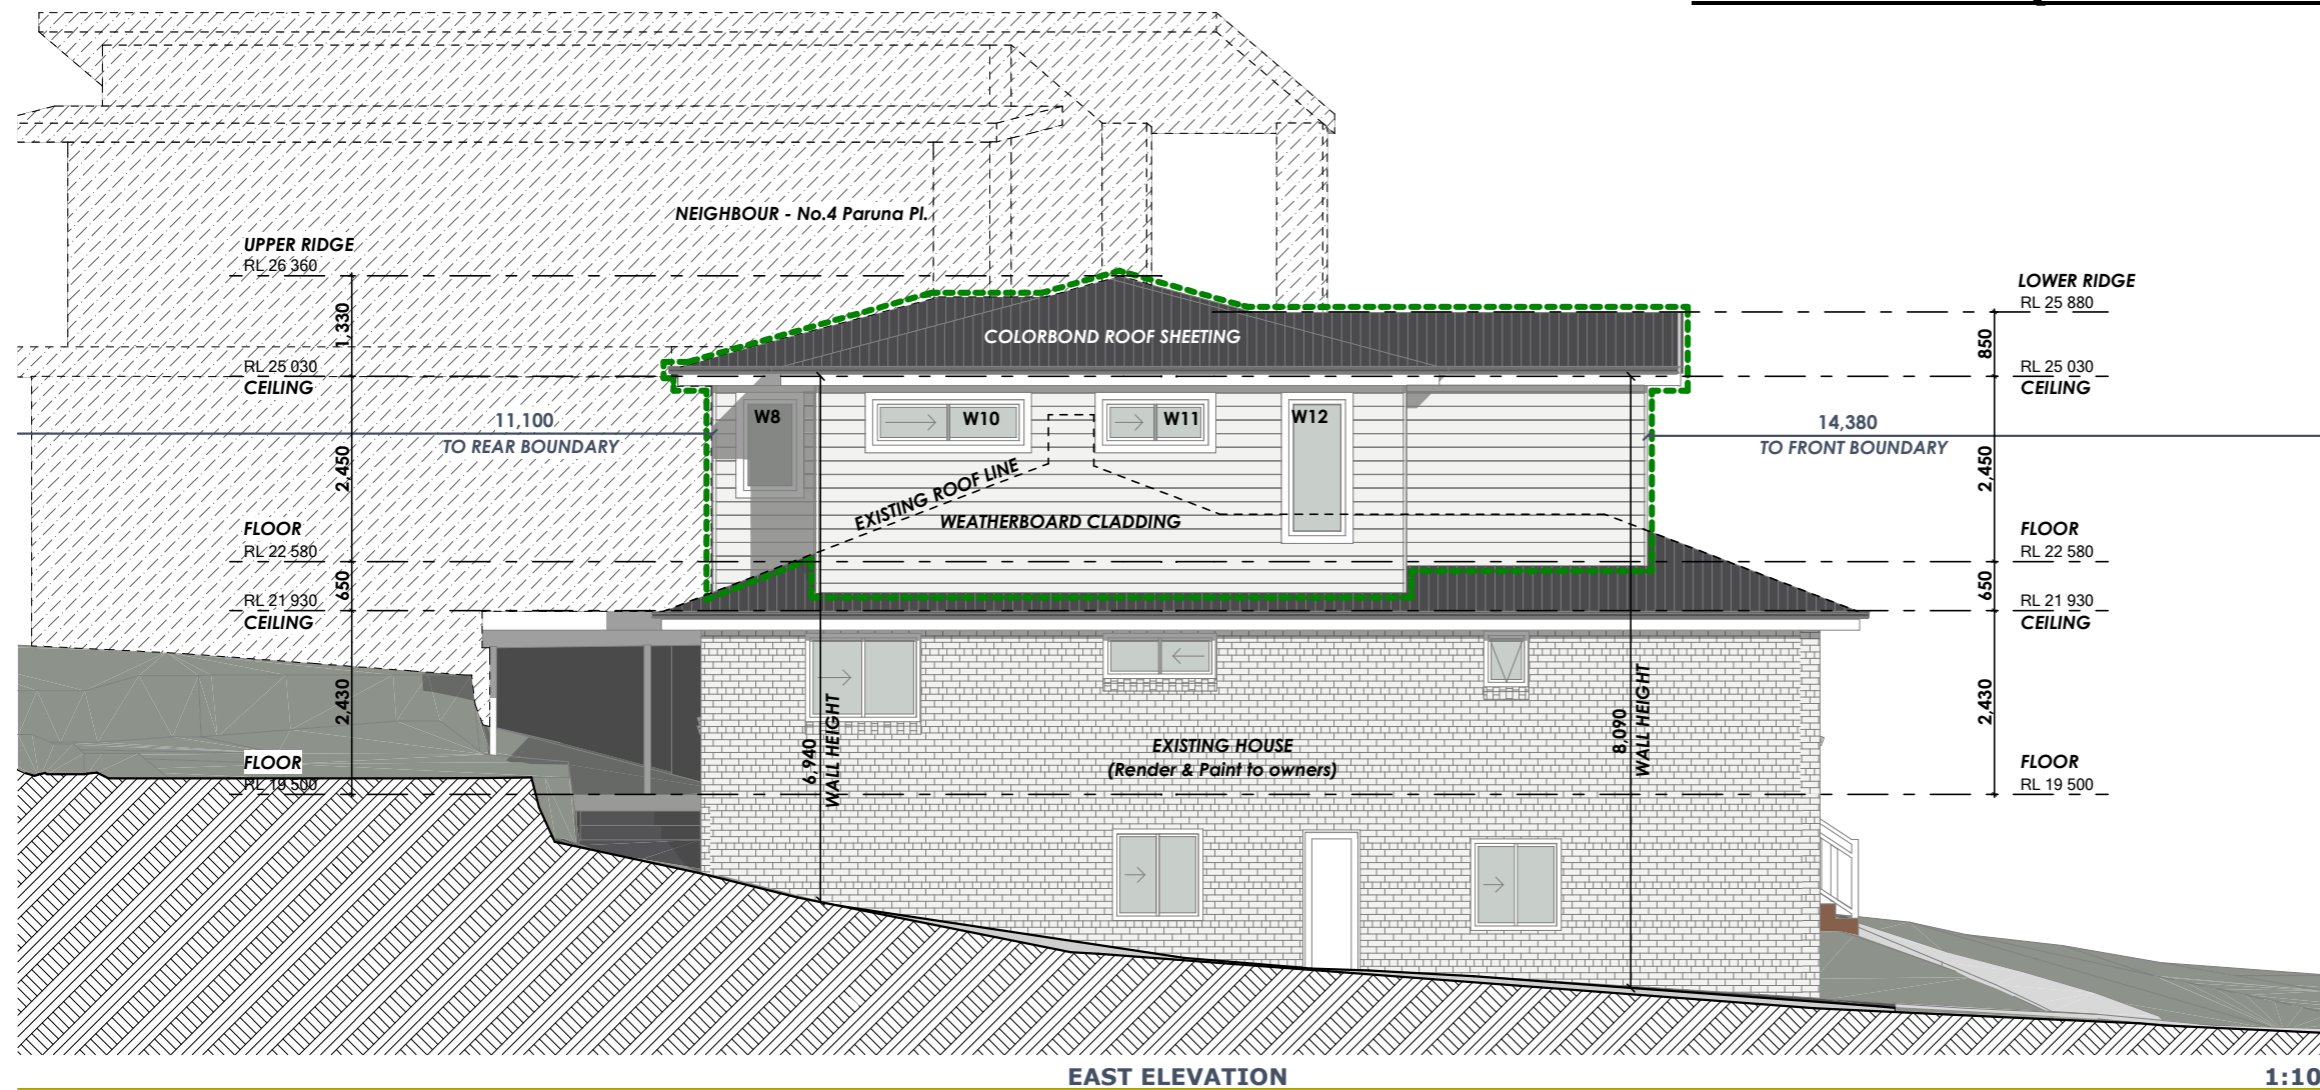 NEIGHBOUR - No.4 Paruna Pl.
UPPER RIDGE
RL 26 360
1,330
RL 25 030
CEILING
11,100
TO REAR BOUNDARY
2,450
FLOOR
RL 22 580
650
RL 21 930
CEILING
2,430
FLOOR
RL 19 500
COLORBOND ROOF SHEETING
W8
W10
W11
W12
EXISTING ROOF LINE
WEATHERBOARD CLADDING
6,940
WALL HEIGHT
EXISTING HOUSE
(Render & Paint to owners)
8,090
WALL HEIGHT
LOWER RIDGE
RL 25 880
850
RL 25 030
CEILING
14,380
TO FRONT BOUNDARY
2,450
FLOOR
RL 22 580
650
RL 21 930
CEILING
2,430
FLOOR
RL 19 500
EAST ELEVATION
1:10